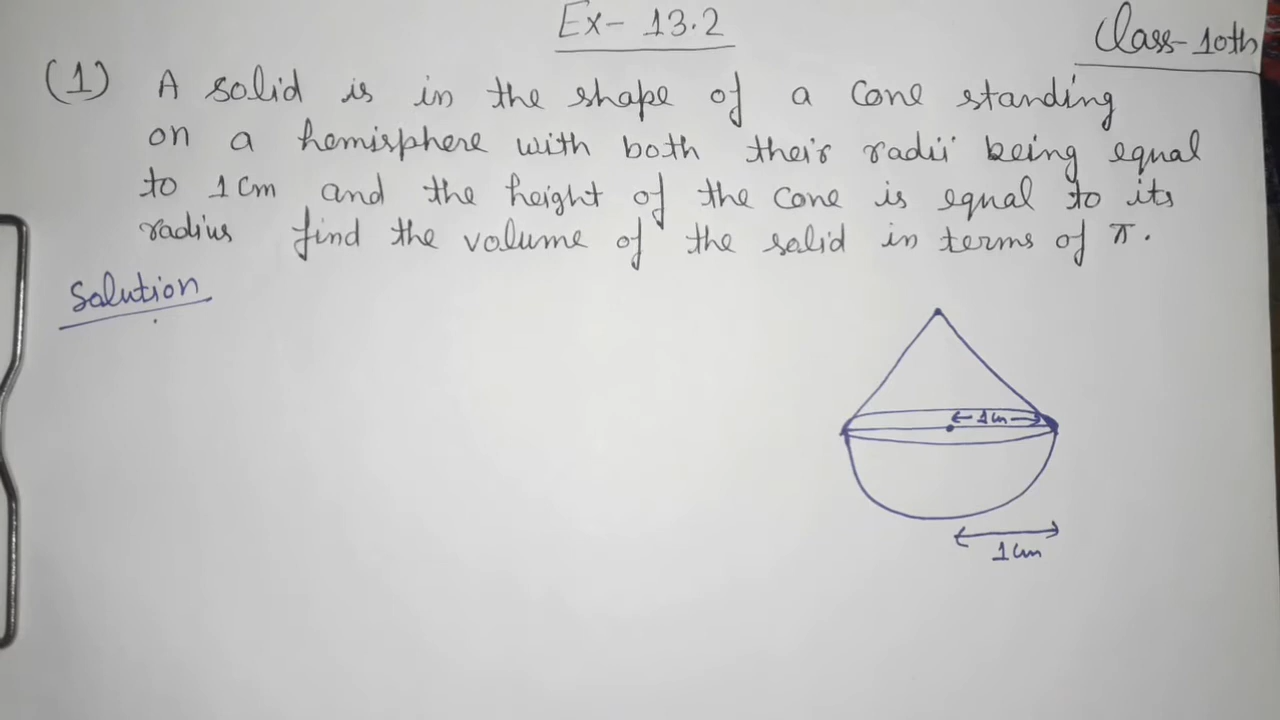 Ex- 13.2
Class-10th
(1) A solid is in the shape of a cone standing
on a hemisphere with both their radii being equal
to 1cm and the height of the cone is equal to its
radius find the volume of the solid in terms of π.
Solution
1cm
1cm